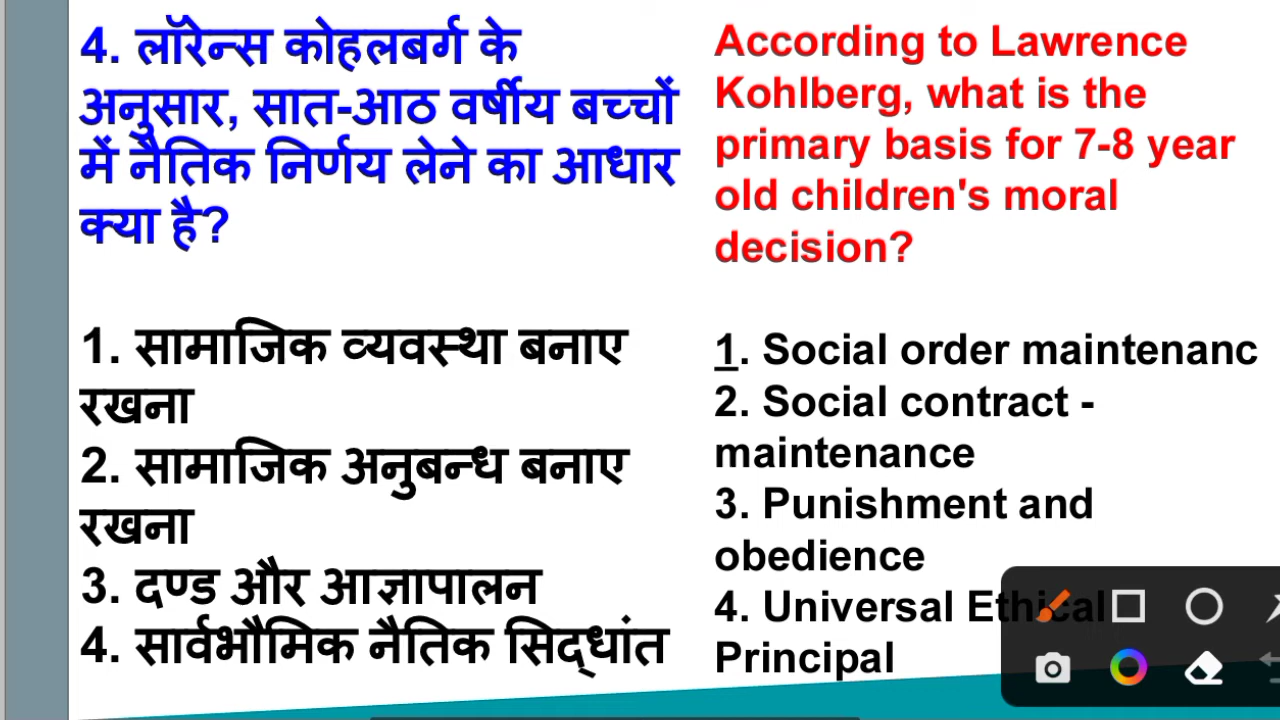 4. लॉरेन्स कोहलबर्ग के
अनुसार, सात-आठ वर्षीय बच्चों
में नैतिक निर्णय लेने का आधार
क्या है?
1. सामाजिक व्यवस्था बनाए
रखना
2. सामाजिक अनुबन्ध बनाए
रखना
3. दण्ड और आज्ञापालन
4. सार्वभौमिक नैतिक सिद्धांत
According to Lawrence
Kohlberg, what is the
primary basis for 7-8 year
old children's moral
decision?
1. Social order maintenanc
2. Social contract -
maintenance
3. Punishment and
obedience
4. Universal Ethical
Principal